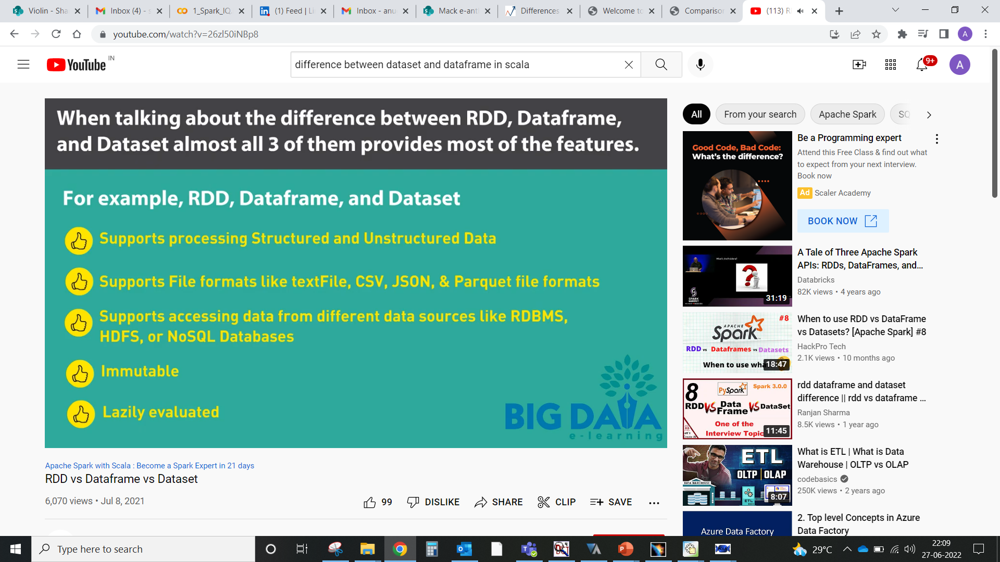 Violin - Sha
Inbox (4) - s
1_Spark_IQ.
(1) Feed | Li
Inbox - anu
Mack e-ant
Differences
Welcome to
Comparison
(113) R
youtube.com/watch?v=26zl50iNBp8
A
YouTube IN
difference between dataset and dataframe in scala
9+
A
When talking about the difference between RDD, Dataframe,
and Dataset almost all 3 of them provides most of the features.
For example, RDD, Dataframe, and Dataset
Supports processing Structured and Unstructured Data
Supports File formats like textFile, CSV, JSON, & Parquet file formats
Supports accessing data from different data sources like RDBMS,
HDFS, or NoSQL Databases
Immutable
Lazily evaluated
BIG DATA
e-learning
Apache Spark with Scala : Become a Spark Expert in 21 days
RDD vs Dataframe vs Dataset
6,070 views • Jul 8, 2021
99
DISLIKE
SHARE
CLIP
SAVE
All
From your search
Apache Spark
SQ
Good Code, Bad Code:
What's the difference?
Be a Programming expert
Attend this Free Class & find out what
to expect from your next interview.
Book now
Ad Scaler Academy
BOOK NOW
What's the Problem?
SPARK
SUMMIT
31:19
A Tale of Three Apache Spark
APIs: RDDs, DataFrames, and...
Databricks
82K views • 4 years ago
#8
APACHE
Spark
RDD vs Dataframes vs Datasets
When to use wha
18:47
When to use RDD vs DataFrame
vs Datasets? [Apache Spark] #8
HackPro Tech
2.1K views • 10 months ago
8
PySpark
Spark 3.0.0
RDD VS Data Frame VS DataSet
One of the
Interview Topic
11:45
rdd dataframe and dataset
difference || rdd vs dataframe ...
Ranjan Sharma
8.5K views • 1 year ago
ETL
OLTP | OLAP
DATA WAREHOUSE
ETL
8:07
What is ETL | What is Data
Warehouse | OLTP vs OLAP
codebasics
250K views • 2 years ago
Azure Data Factory
2. Top level Concepts in Azure
Data Factory
Type here to search
29°C
22:09
27-06-2022